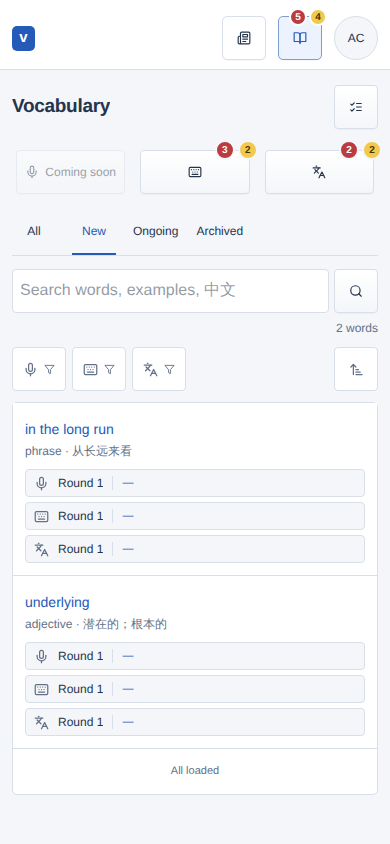 v
5 4
AC
Vocabulary
Coming soon
3 2
2 2
All New Ongoing Archived
Search words, examples, 中文
2 words
in the long run
phrase · 从长远来看
Round 1 —
Round 1 —
Round 1 —
underlying
adjective · 潜在的；根本的
Round 1 —
Round 1 —
Round 1 —
All loaded